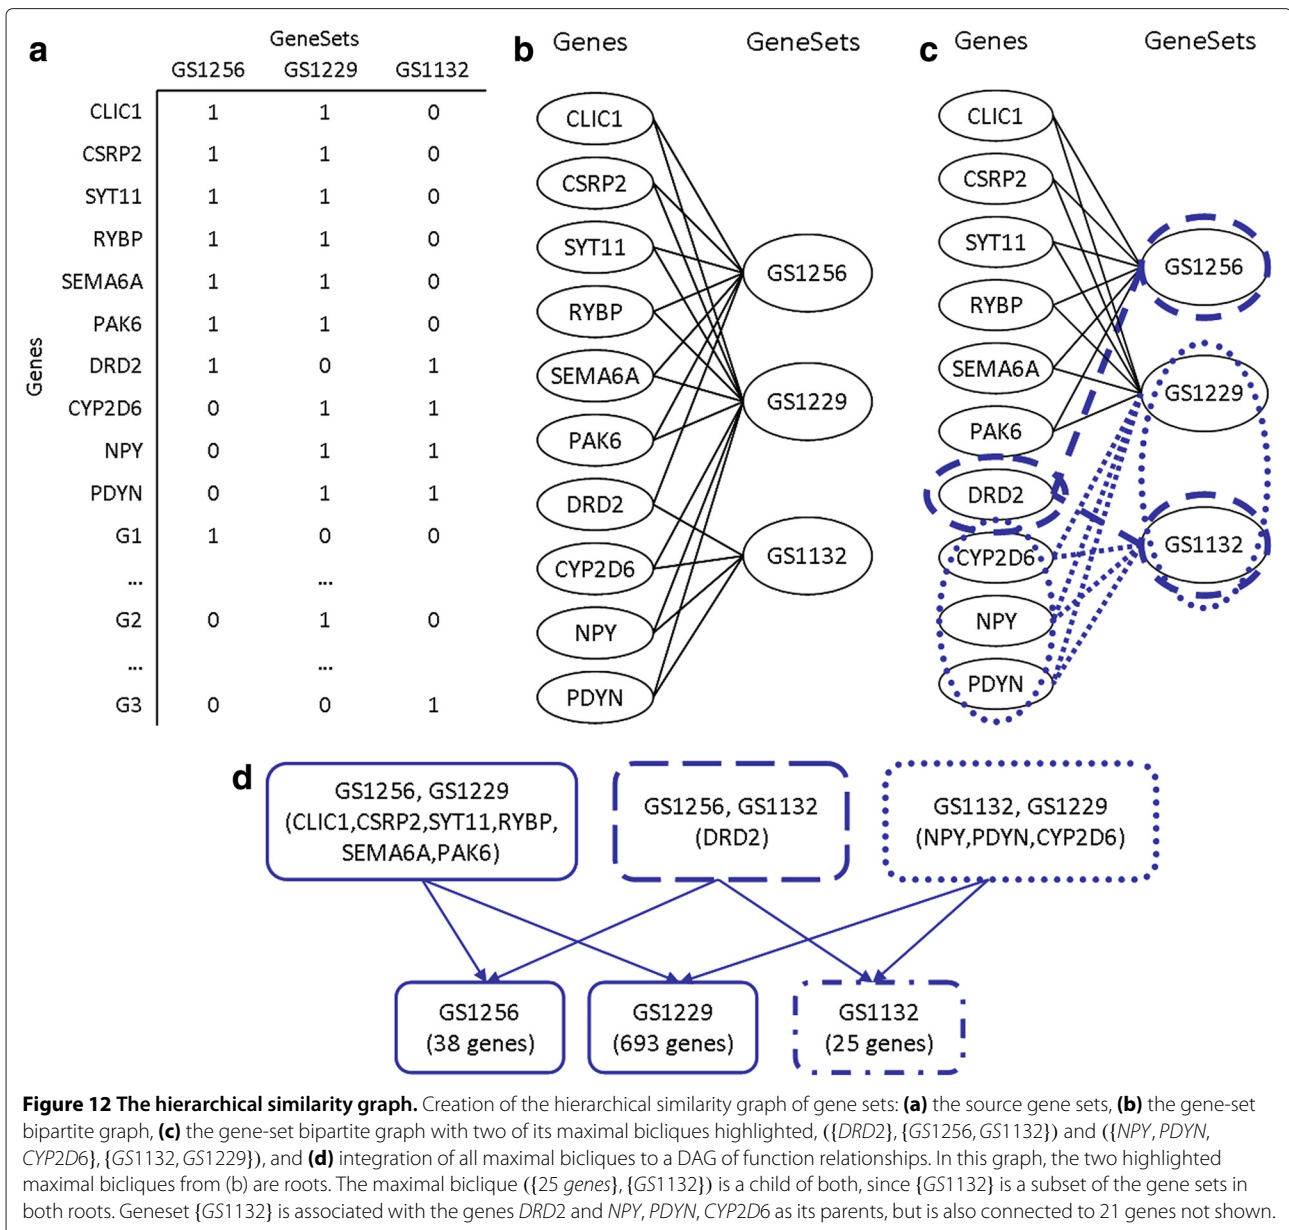 a
GeneSets
GS1256 GS1229 GS1132
Genes
CLIC1 1 1 0
CSRP2 1 1 0
SYT11 1 1 0
RYBP 1 1 0
SEMA6A 1 1 0
PAK6 1 1 0
DRD2 1 0 1
CYP2D6 0 1 1
NPY 0 1 1
PDYN 0 1 1
G1 1 0 0
... ...
G2 0 1 0
... ...
G3 0 0 1
b Genes GeneSets
CLIC1
CSRP2
SYT11
RYBP
SEMA6A
PAK6
DRD2
CYP2D6
NPY
PDYN
GS1256
GS1229
GS1132
c Genes GeneSets
CLIC1
CSRP2
SYT11
RYBP
SEMA6A
PAK6
DRD2
CYP2D6
NPY
PDYN
GS1256
GS1229
GS1132
d
GS1256, GS1229
(CLIC1,CSRP2,SYT11,RYBP,
SEMA6A,PAK6)
GS1256, GS1132
(DRD2)
GS1132, GS1229
(NPY,PDYN,CYP2D6)
GS1256
(38 genes)
GS1229
(693 genes)
GS1132
(25 genes)
Figure 12 The hierarchical similarity graph. Creation of the hierarchical similarity graph of gene sets: (a) the source gene sets, (b) the gene-set
bipartite graph, (c) the gene-set bipartite graph with two of its maximal bicliques highlighted, ({DRD2}, {GS1256, GS1132}) and ({NPY, PDYN,
CYP2D6}, {GS1132, GS1229}), and (d) integration of all maximal bicliques to a DAG of function relationships. In this graph, the two highlighted
maximal bicliques from (b) are roots. The maximal biclique ({25 genes}, {GS1132}) is a child of both, since {GS1132} is a subset of the gene sets in
both roots. Geneset {GS1132} is associated with the genes DRD2 and NPY, PDYN, CYP2D6 as its parents, but is also connected to 21 genes not shown.